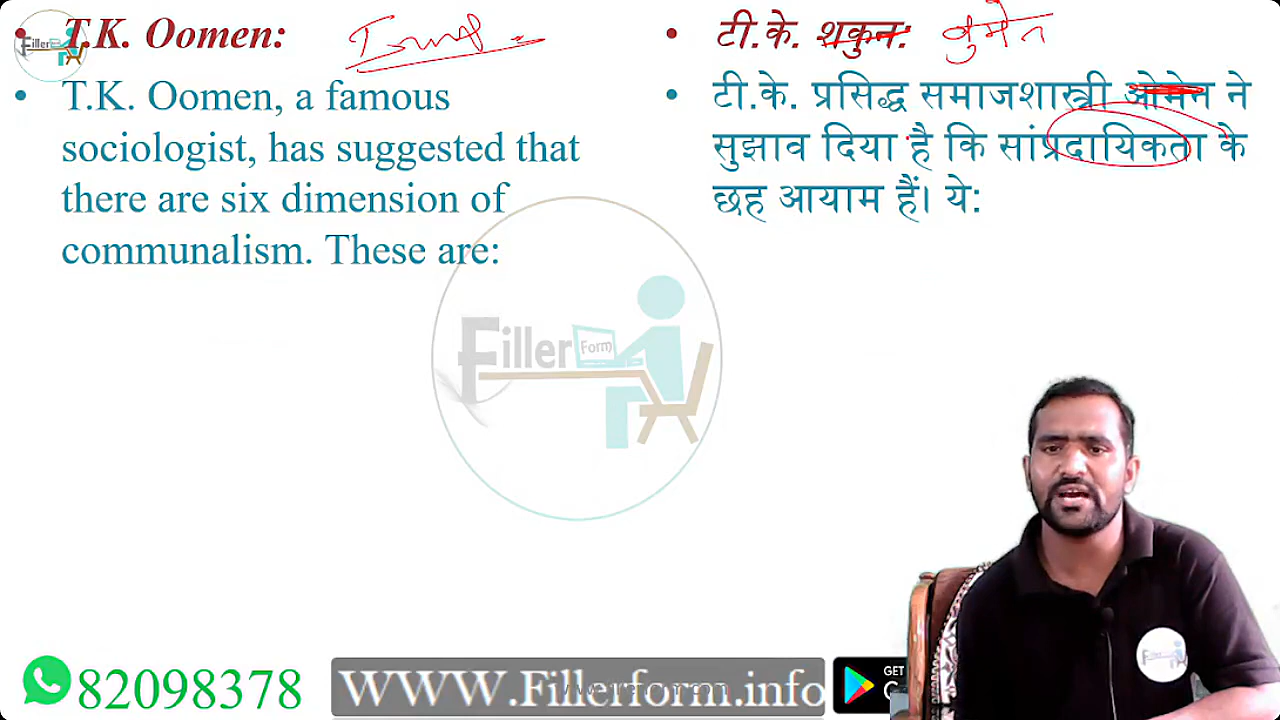 T.K. Oomen:
T.K. Oomen, a famous
sociologist, has suggested that
there are six dimension of
communalism. These are:
टी.के. शकुन:
टी.के. प्रसिद्ध समाजशास्त्री ओमेन ने
सुझाव दिया है कि सांप्रदायिकता के
छह आयाम हैं। ये:
Filler Form
82098378
WWW.Fillerform.info
GET